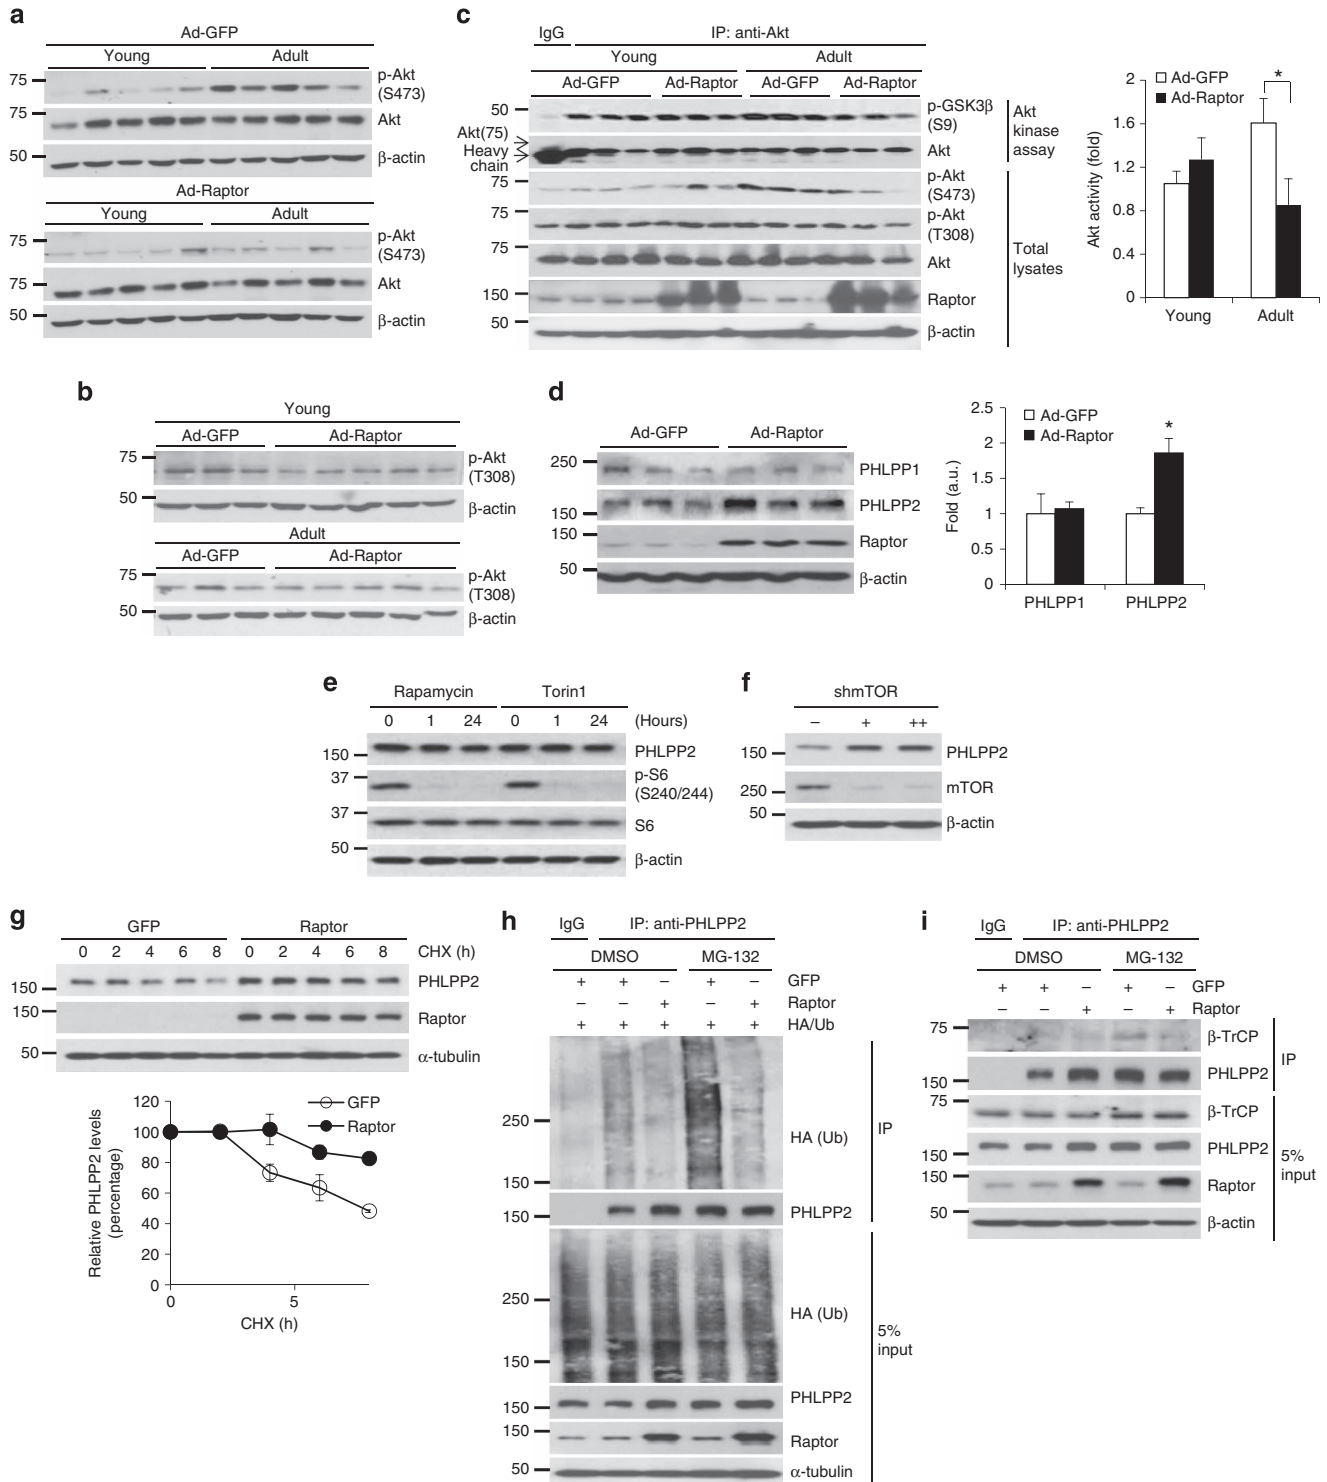 a
Ad-GFP
Young Adult
75 p-Akt
(S473)
75 Akt
50 β-actin
Ad-Raptor
Young Adult
75 p-Akt
(S473)
75 Akt
50 β-actin
c
IgG IP: anti-Akt
Young Adult
Ad-GFP Ad-Raptor Ad-GFP Ad-Raptor
50 p-GSK3β
(S9)
Akt(75)
Heavy
chain
Akt
Akt
kinase
assay
75 p-Akt
(S473)
75 p-Akt
(T308)
75 Akt
150 Raptor
50 β-actin
Total
lysates
Ad-GFP
Ad-Raptor
*
Akt activity (fold)
2
1.6
1.2
0.8
0.4
0
Young Adult
b
Young
Ad-GFP Ad-Raptor
75 p-Akt
(T308)
50 β-actin
Adult
Ad-GFP Ad-Raptor
75 p-Akt
(T308)
50 β-actin
d
Ad-GFP Ad-Raptor
250 PHLPP1
150 PHLPP2
150 Raptor
50 β-actin
Ad-GFP
Ad-Raptor
*
Fold (a.u.)
2.5
2
1.5
1
0.5
0
PHLPP1 PHLPP2
e
Rapamycin Torin1
0 1 24 0 1 24 (Hours)
150 PHLPP2
37 p-S6
(S240/244)
37 S6
50 β-actin
f
shmTOR
– + ++
150 PHLPP2
250 mTOR
50 β-actin
g
GFP Raptor
0 2 4 6 8 0 2 4 6 8 CHX (h)
150 PHLPP2
150 Raptor
50 α-tubulin
GFP
Raptor
Relative PHLPP2 levels
(percentage)
120
100
80
60
40
20
0
0 5
CHX (h)
h
IgG IP: anti-PHLPP2
DMSO MG-132
+ + – + – GFP
– – + – + Raptor
+ + + + + HA/Ub
250
HA (Ub)
150
150 PHLPP2
IP
250
HA (Ub)
150
150 PHLPP2
150 Raptor
50 α-tubulin
5%
input
i
IgG IP: anti-PHLPP2
DMSO MG-132
+ + – + – GFP
– – + – + Raptor
75 β-TrCP
150 PHLPP2
IP
75 β-TrCP
150 PHLPP2
150 Raptor
50 β-actin
5%
input